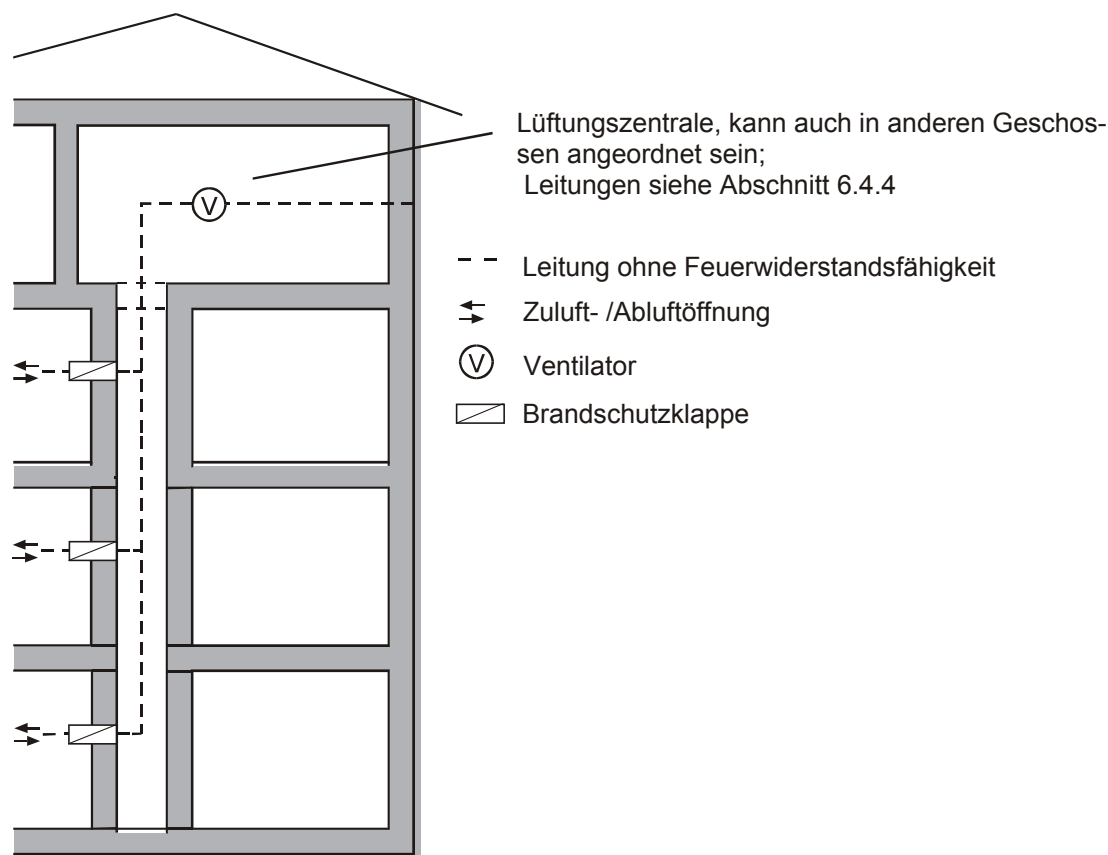 Lüftungszentrale, kann auch in anderen Geschos-
sen angeordnet sein;
Leitungen siehe Abschnitt 6.4.4
V
Leitung ohne Feuerwiderstandsfähigkeit
Zuluft- /Abluftöffnung
V Ventilator
Brandschutzklappe